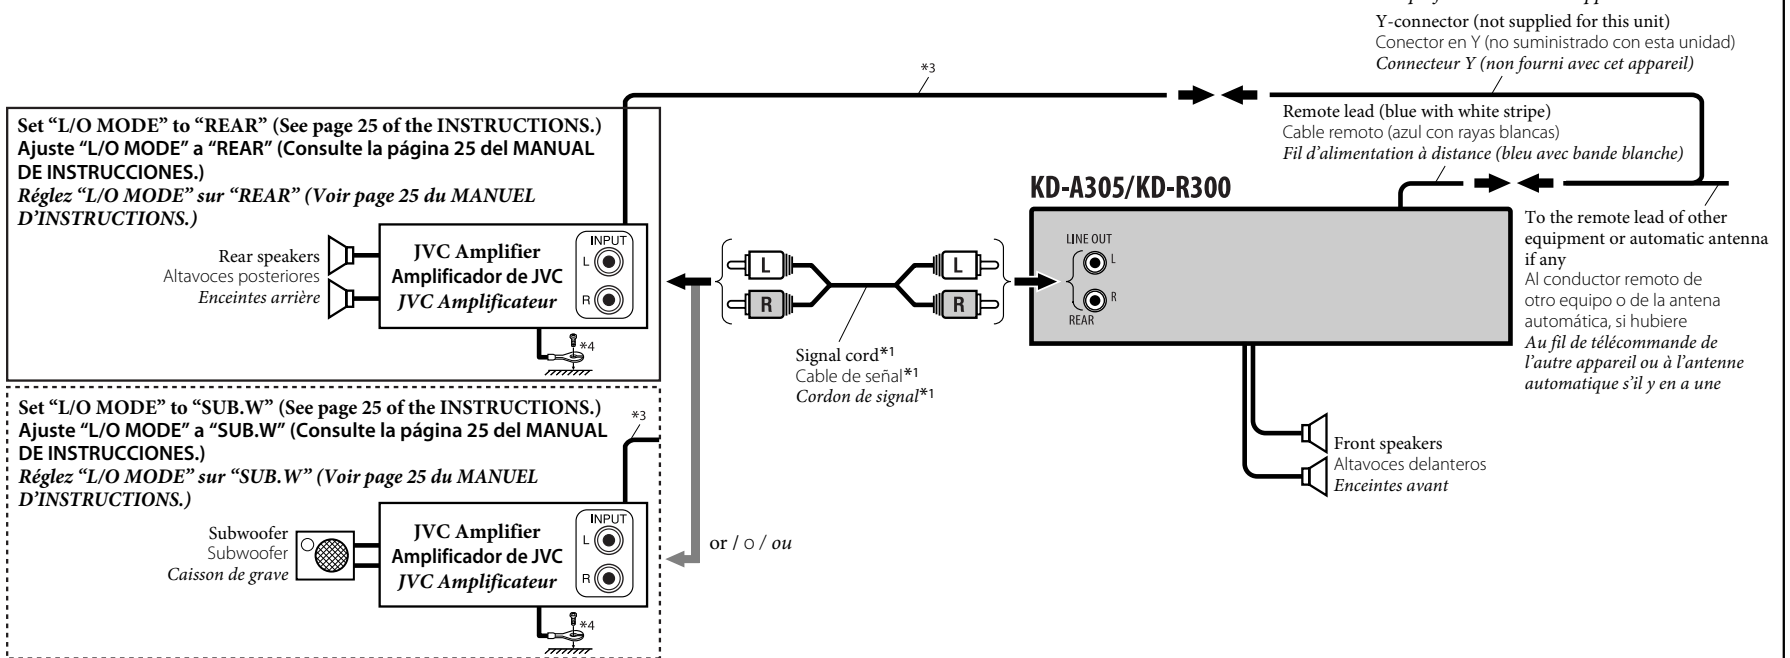 Y-connector (not supplied for this unit)
Conector en Y (no suministrado con esta unidad)
Connecteur Y (non fourni avec cet appareil)
*3
Remote lead (blue with white stripe)
Cable remoto (azul con rayas blancas)
Fil d’alimentation à distance (bleu avec bande blanche)
Set “L/O MODE” to “REAR” (See page 25 of the INSTRUCTIONS.)
Ajuste “L/O MODE” a “REAR” (Consulte la página 25 del MANUAL
DE INSTRUCCIONES.)
Réglez “L/O MODE” sur “REAR” (Voir page 25 du MANUEL
D’INSTRUCTIONS.)
Rear speakers
Altavoces posteriores
Enceintes arrière
JVC Amplifier
Amplificador de JVC
JVC Amplificateur
INPUT
L
R
*4
L
R
L
R
Signal cord*1
Cable de señal*1
Cordon de signal*1
KD-A305/KD-R300
LINE OUT
L
R
REAR
To the remote lead of other
equipment or automatic antenna
if any
Al conductor remoto de
otro equipo o de la antena
automática, si hubiere
Au fil de télécommande de
l’autre appareil ou à l’antenne
automatique s’il y en a une
Front speakers
Altavoces delanteros
Enceintes avant
Set “L/O MODE” to “SUB.W” (See page 25 of the INSTRUCTIONS.)
Ajuste “L/O MODE” a “SUB.W” (Consulte la página 25 del MANUAL
DE INSTRUCCIONES.)
Réglez “L/O MODE” sur “SUB.W” (Voir page 25 du MANUEL
D’INSTRUCTIONS.)
*3
Subwoofer
Subwoofer
Caisson de grave
JVC Amplifier
Amplificador de JVC
JVC Amplificateur
INPUT
L
R
*4
or / o / ou